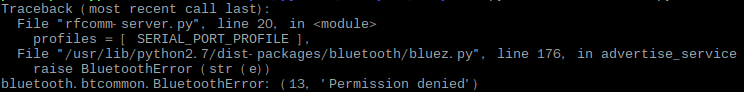 Traceback (most recent call last):
File "rfcomm-server.py", line 20, in <module>
profiles = [ SERIAL_PORT_PROFILE ],
File "/usr/lib/python2.7/dist-packages/bluetooth/bluez.py", line 176, in advertise_service
raise BluetoothError (str (e))
bluetooth.btcommon.BluetoothError: (13, 'Permission denied')